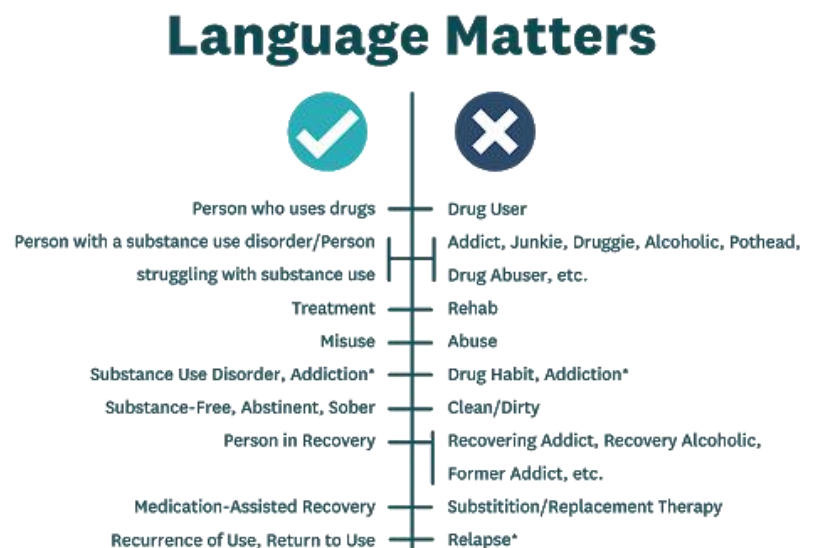 Language Matters
Person who uses drugs
Drug User
Person with a substance use disorder/Person
struggling with substance use
Addict, Junkie, Druggie, Alcoholic, Pothead,
Drug Abuser, etc.
Treatment
Rehab
Misuse
Abuse
Substance Use Disorder, Addiction*
Drug Habit, Addiction*
Substance-Free, Abstinent, Sober
Clean/Dirty
Person in Recovery
Recovering Addict, Recovery Alcoholic,
Former Addict, etc.
Medication-Assisted Recovery
Substitition/Replacement Therapy
Recurrence of Use, Return to Use
Relapse*